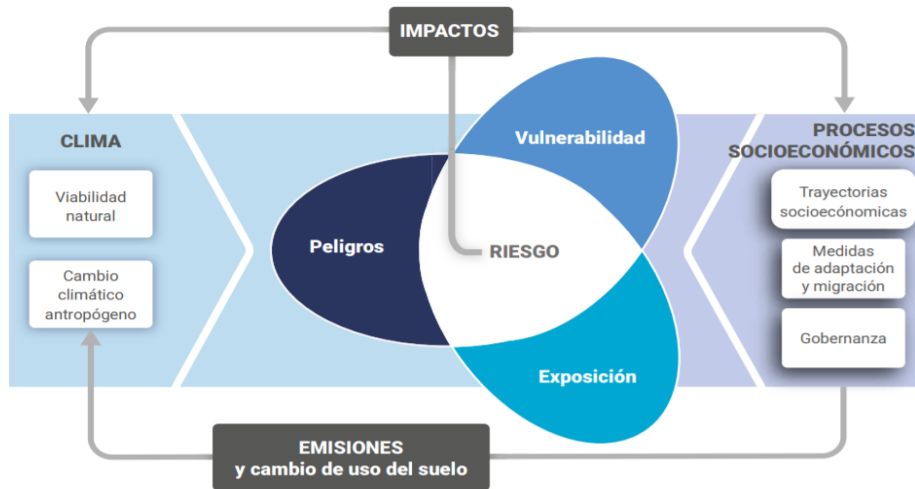 IMPACTOS
CLIMA
Viabilidad
natural
Cambio
climático
antropógeno
Peligros
Vulnerabilidad
RIESGO
Exposición
PROCESOS
SOCIOECONÓMICOS
Trayectorias
socioecónomicas
Medidas
de adaptación
y migración
Gobernanza
EMISIONES
y cambio de uso del suelo